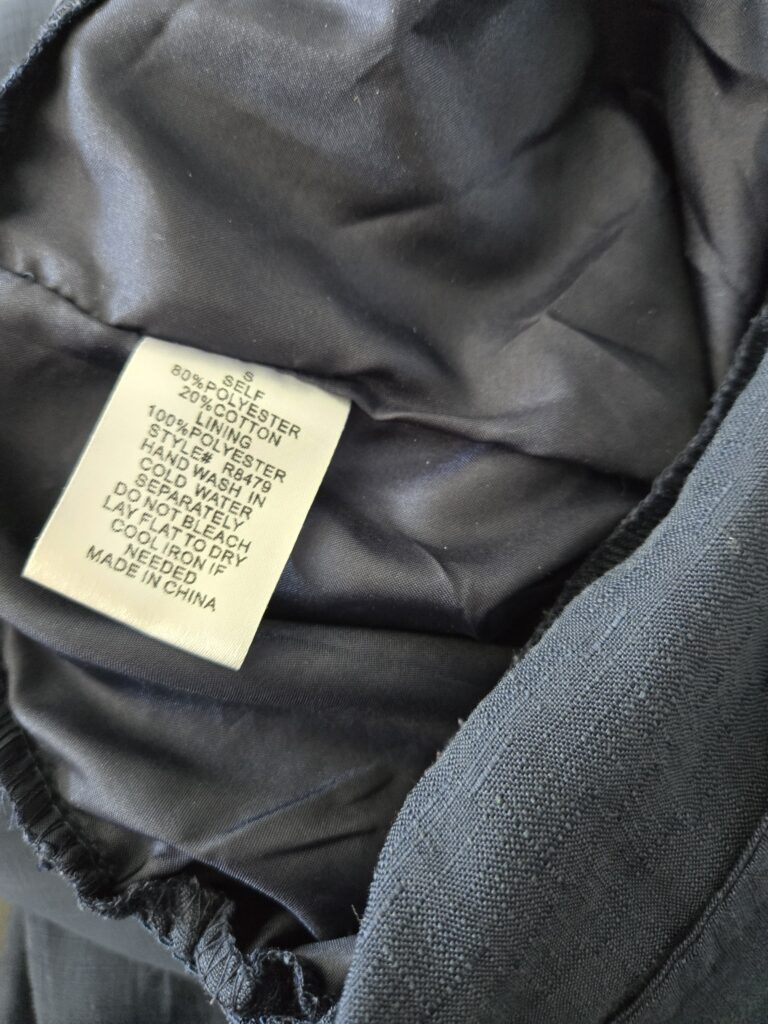 S
SELF
80%POLYESTER
20%COTTON
LINING
100%POLYESTER
STYLE# R8479
HAND WASH IN
COLD WATER
SEPARATELY
DO NOT BLEACH
LAY FLAT TO DRY
COOL IRON IF
NEEDED
MADE IN CHINA